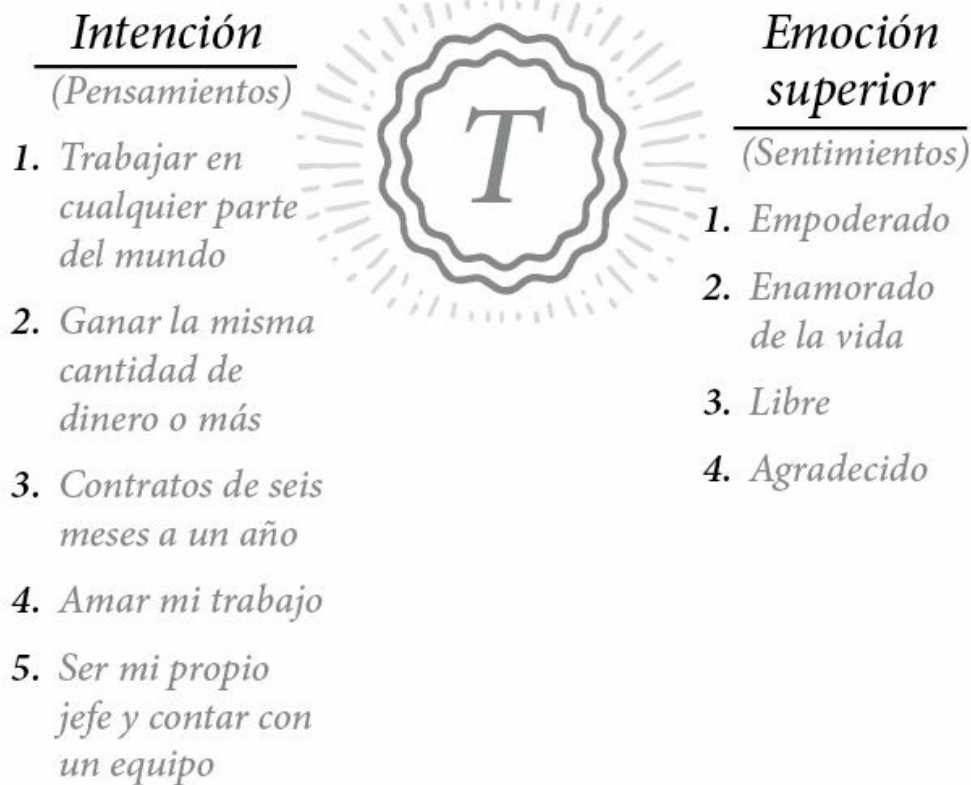 Intención
(Pensamientos)
1. Trabajar en
cualquier parte
del mundo
2. Ganar la misma
cantidad de
dinero o más
3. Contratos de seis
meses a un año
4. Amar mi trabajo
5. Ser mi propio
jefe y contar con
un equipo
T
Emoción
superior
(Sentimientos)
1. Empoderado
2. Enamorado
de la vida
3. Libre
4. Agradecido